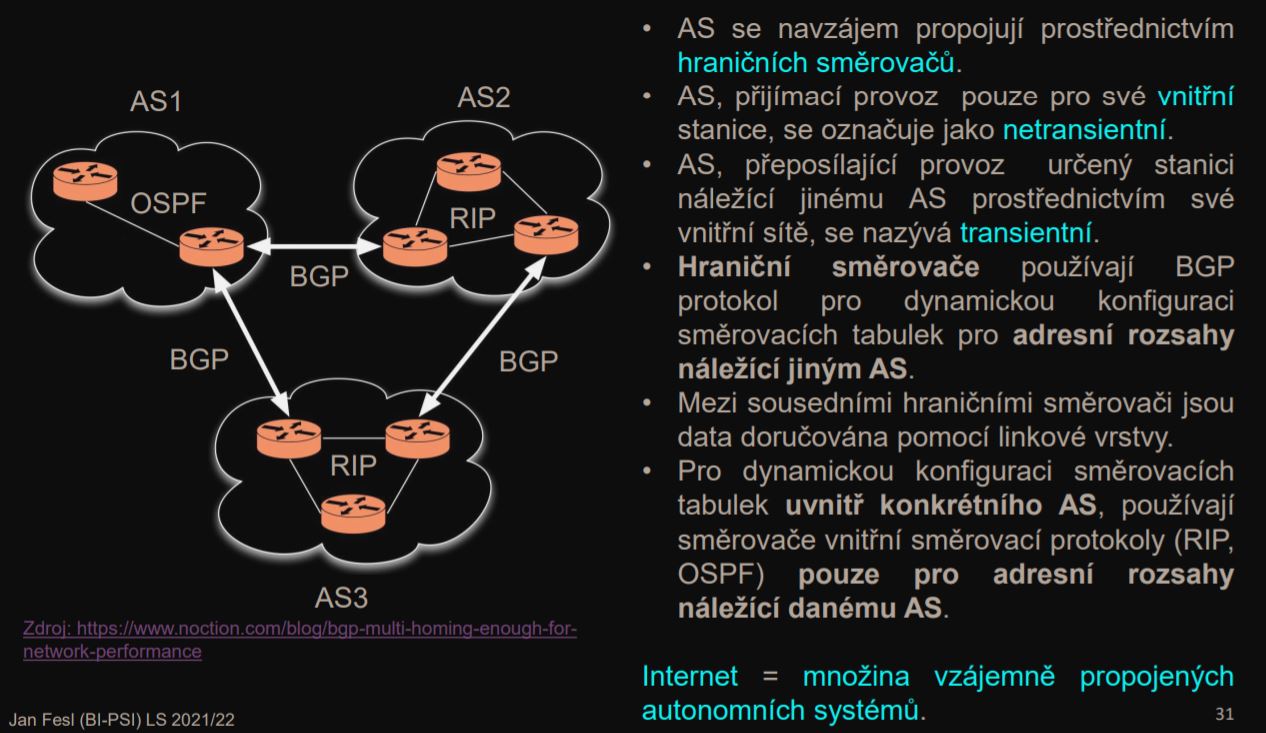 AS1
AS2
OSPF
RIP
BGP
BGP
BGP
RIP
AS3
Zdroj: https://www.noction.com/blog/bgp-multi-homing-enough-for-
network-performance
Jan Fesl (BI-PSI) LS 2021/22
• AS se navzájem propojují prostřednictvím
hraničních směrovačů.
• AS, přijímací provoz pouze pro své vnitřní
stanice, se označuje jako netransientní.
• AS, přeposílající provoz určený stanici
náležící jinému AS prostřednictvím své
vnitřní sítě, se nazývá transientní.
• Hraniční směrovače používají BGP
protokol pro dynamickou konfiguraci
směrovacích tabulek pro adresní rozsahy
náležící jiným AS.
• Mezi sousedními hraničními směrovači jsou
data doručována pomocí linkové vrstvy.
• Pro dynamickou konfiguraci směrovacích
tabulek uvnitř konkrétního AS, používají
směrovače vnitřní směrovací protokoly (RIP,
OSPF) pouze pro adresní rozsahy
náležící danému AS.
Internet = množina vzájemně propojených
autonomních systémů.
31